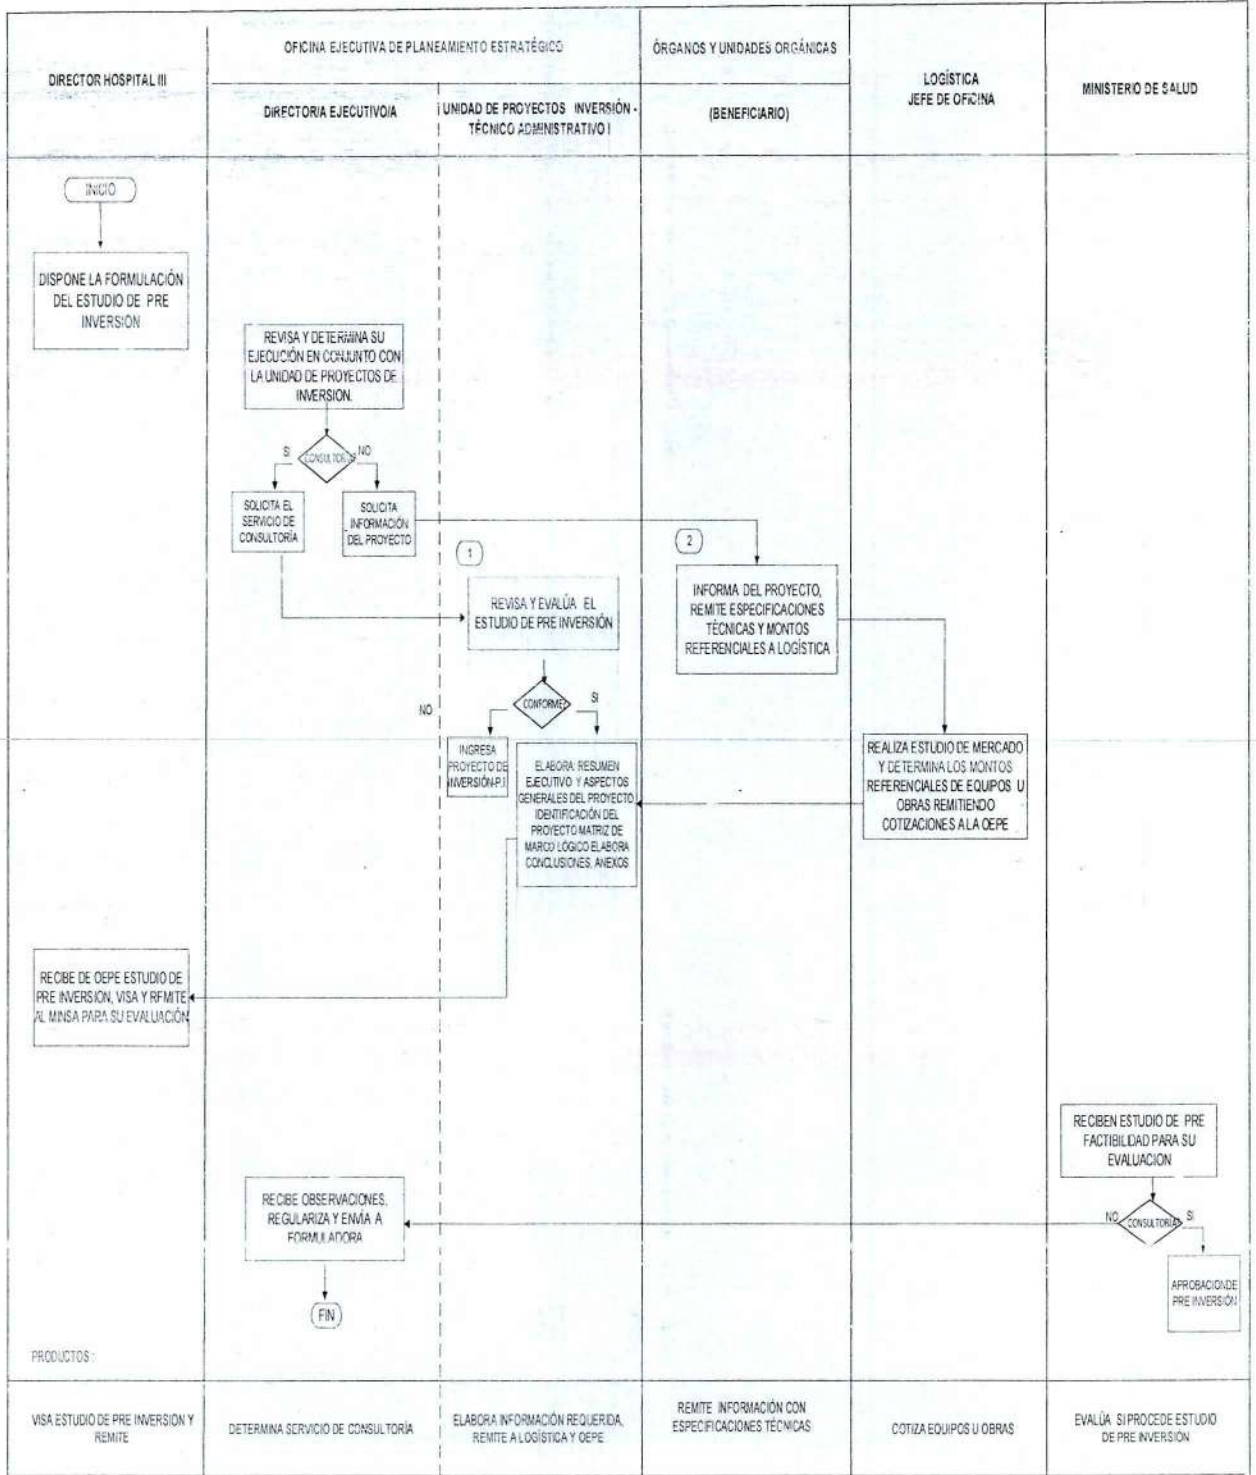 OFICINA EJECUTIVA DE PLANEAMIENTO ESTRATÉGICO
ÓRGANOS Y UNIDADES ORGÁNICAS
DIRECTOR HOSPITAL III
LOGÍSTICA
JEFE DE OFICINA
MINISTERIO DE SALUD
DIRECTOR/A EJECUTIVO/A
UNIDAD DE PROYECTOS INVERSIÓN -
TÉCNICO ADMINISTRATIVO I
(BENEFICIARIO)
INICIO
DISPONE LA FORMULACIÓN
DEL ESTUDIO DE PRE
INVERSIÓN
REVISA Y DETERMINA SU
EJECUCIÓN EN CONJUNTO CON
LA UNIDAD DE PROYECTOS DE
INVERSIÓN.
SI
CONSULTORÍA
NO
SOLICITA EL
SERVICIO DE
CONSULTORÍA
SOLICITA
INFORMACIÓN
DEL PROYECTO
1
2
REVISA Y EVALÚA EL
ESTUDIO DE PRE INVERSIÓN
INFORMA DEL PROYECTO,
REMITE ESPECIFICACIONES
TÉCNICAS Y MONTOS
REFERENCIALES A LOGÍSTICA
NO
CONFORME?
SI
INGRESA
PROYECTO DE
INVERSIÓN-P.I.
ELABORA: RESUMEN
EJECUTIVO Y ASPECTOS
GENERALES DEL PROYECTO
IDENTIFICACIÓN DEL
PROYECTO MATRIZ DE
MARCO LÓGICO ELABORA
CONCLUSIONES, ANEXOS
REALIZA ESTUDIO DE MERCADO
Y DETERMINA LOS MONTOS
REFERENCIALES DE EQUIPOS U
OBRAS REMITIENDO
COTIZACIONES A LA OEPE
RECIBE DE OEPE ESTUDIO DE
PRE INVERSIÓN, VISA Y REMITE
AL MINSA PARA SU EVALUACIÓN
RECIBEN ESTUDIO DE PRE
FACTIBILIDAD PARA SU
EVALUACION
NO
CONSULTORÍAS
SI
RECIBE OBSERVACIONES,
REGULARIZA Y ENVÍA A
FORMULADORA
APROBACION DE
PRE INVERSIÓN
FIN
PRODUCTOS :
VISA ESTUDIO DE PRE INVERSIÓN Y
REMITE
DETERMINA SERVICIO DE CONSULTORÍA
ELABORA INFORMACIÓN REQUERIDA,
REMITE A LOGÍSTICA Y OEPE
REMITE INFORMACIÓN CON
ESPECIFICACIONES TÉCNICAS
COTIZA EQUIPOS U OBRAS
EVALÚA SI PROCEDE ESTUDIO
DE PRE INVERSIÓN